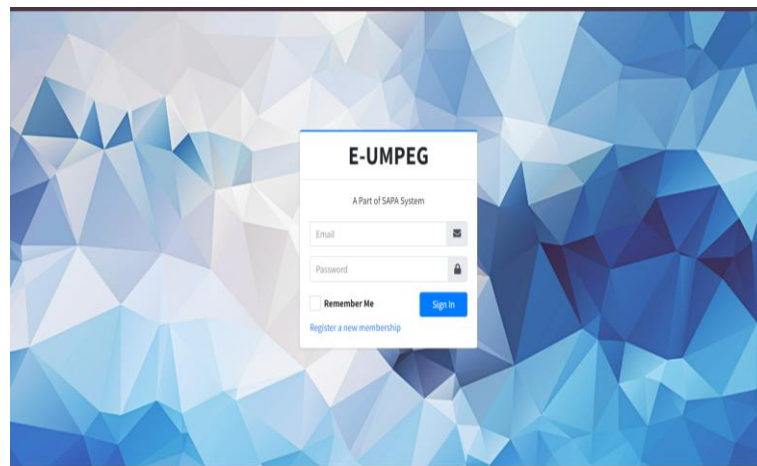 E-UMPEG
A Part of SAPA System
Email
Password
Remember Me
Sign In
Register a new membership